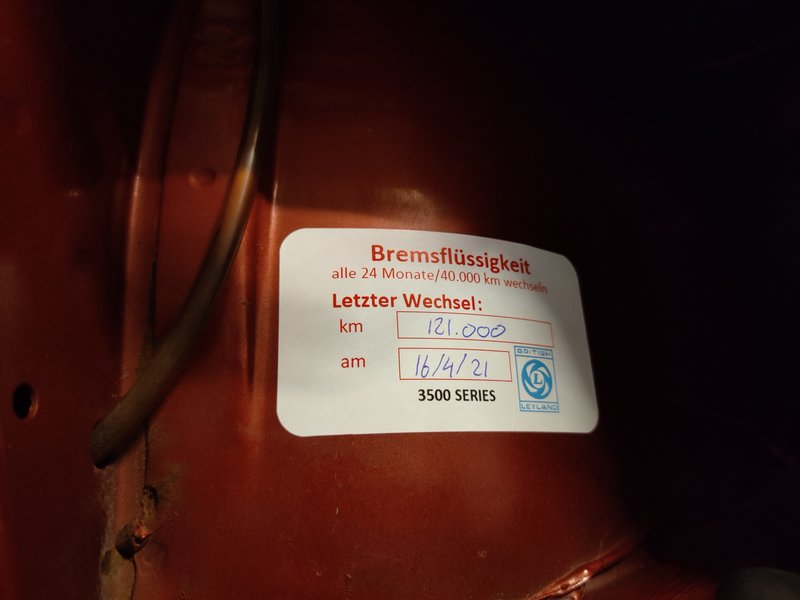 Bremsflüssigkeit
alle 24 Monate/40.000 km wechseln
Letzter Wechsel:
km 121.000
am 16/4/21
3500 SERIES
BRITISH
L
LEYLAND